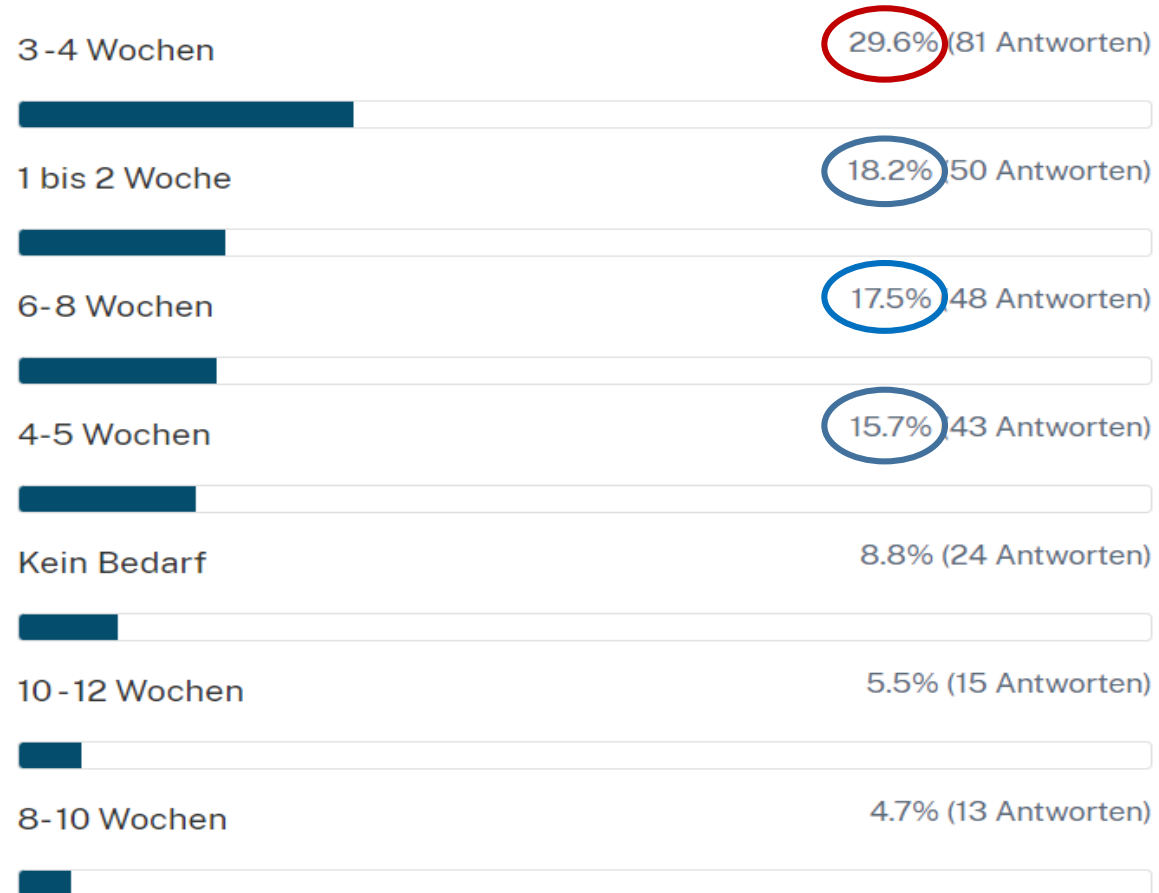 3-4 Wochen 29.6% (81 Antworten)
1 bis 2 Woche 18.2% (50 Antworten)
6-8 Wochen 17.5% (48 Antworten)
4-5 Wochen 15.7% (43 Antworten)
Kein Bedarf 8.8% (24 Antworten)
10-12 Wochen 5.5% (15 Antworten)
8-10 Wochen 4.7% (13 Antworten)